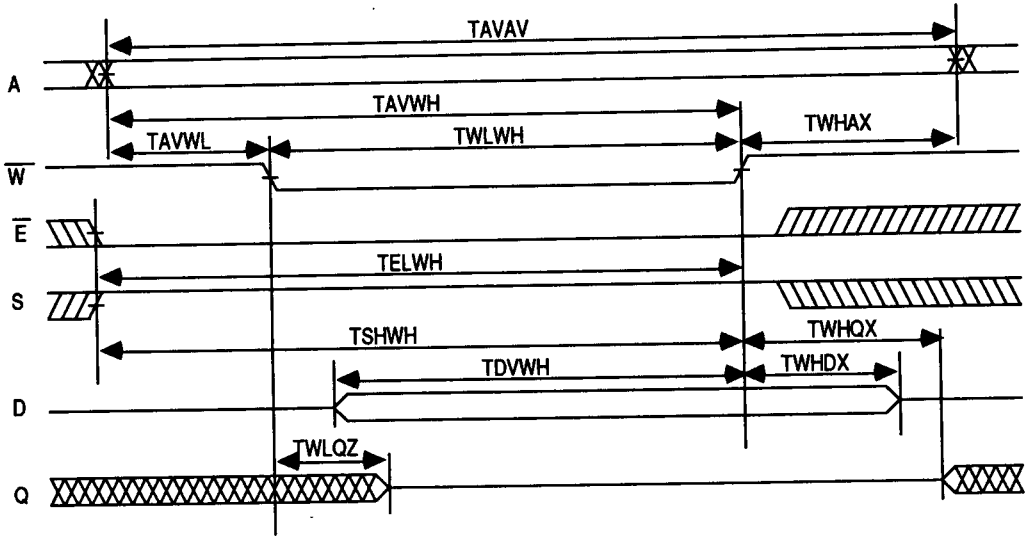 TAVAV
A
TAVWH
TAVWL
TWLWH
TWHAX
W
E
TELWH
S
TSHWH
TWHQX
TDVWH
TWHDX
D
TWLQZ
Q